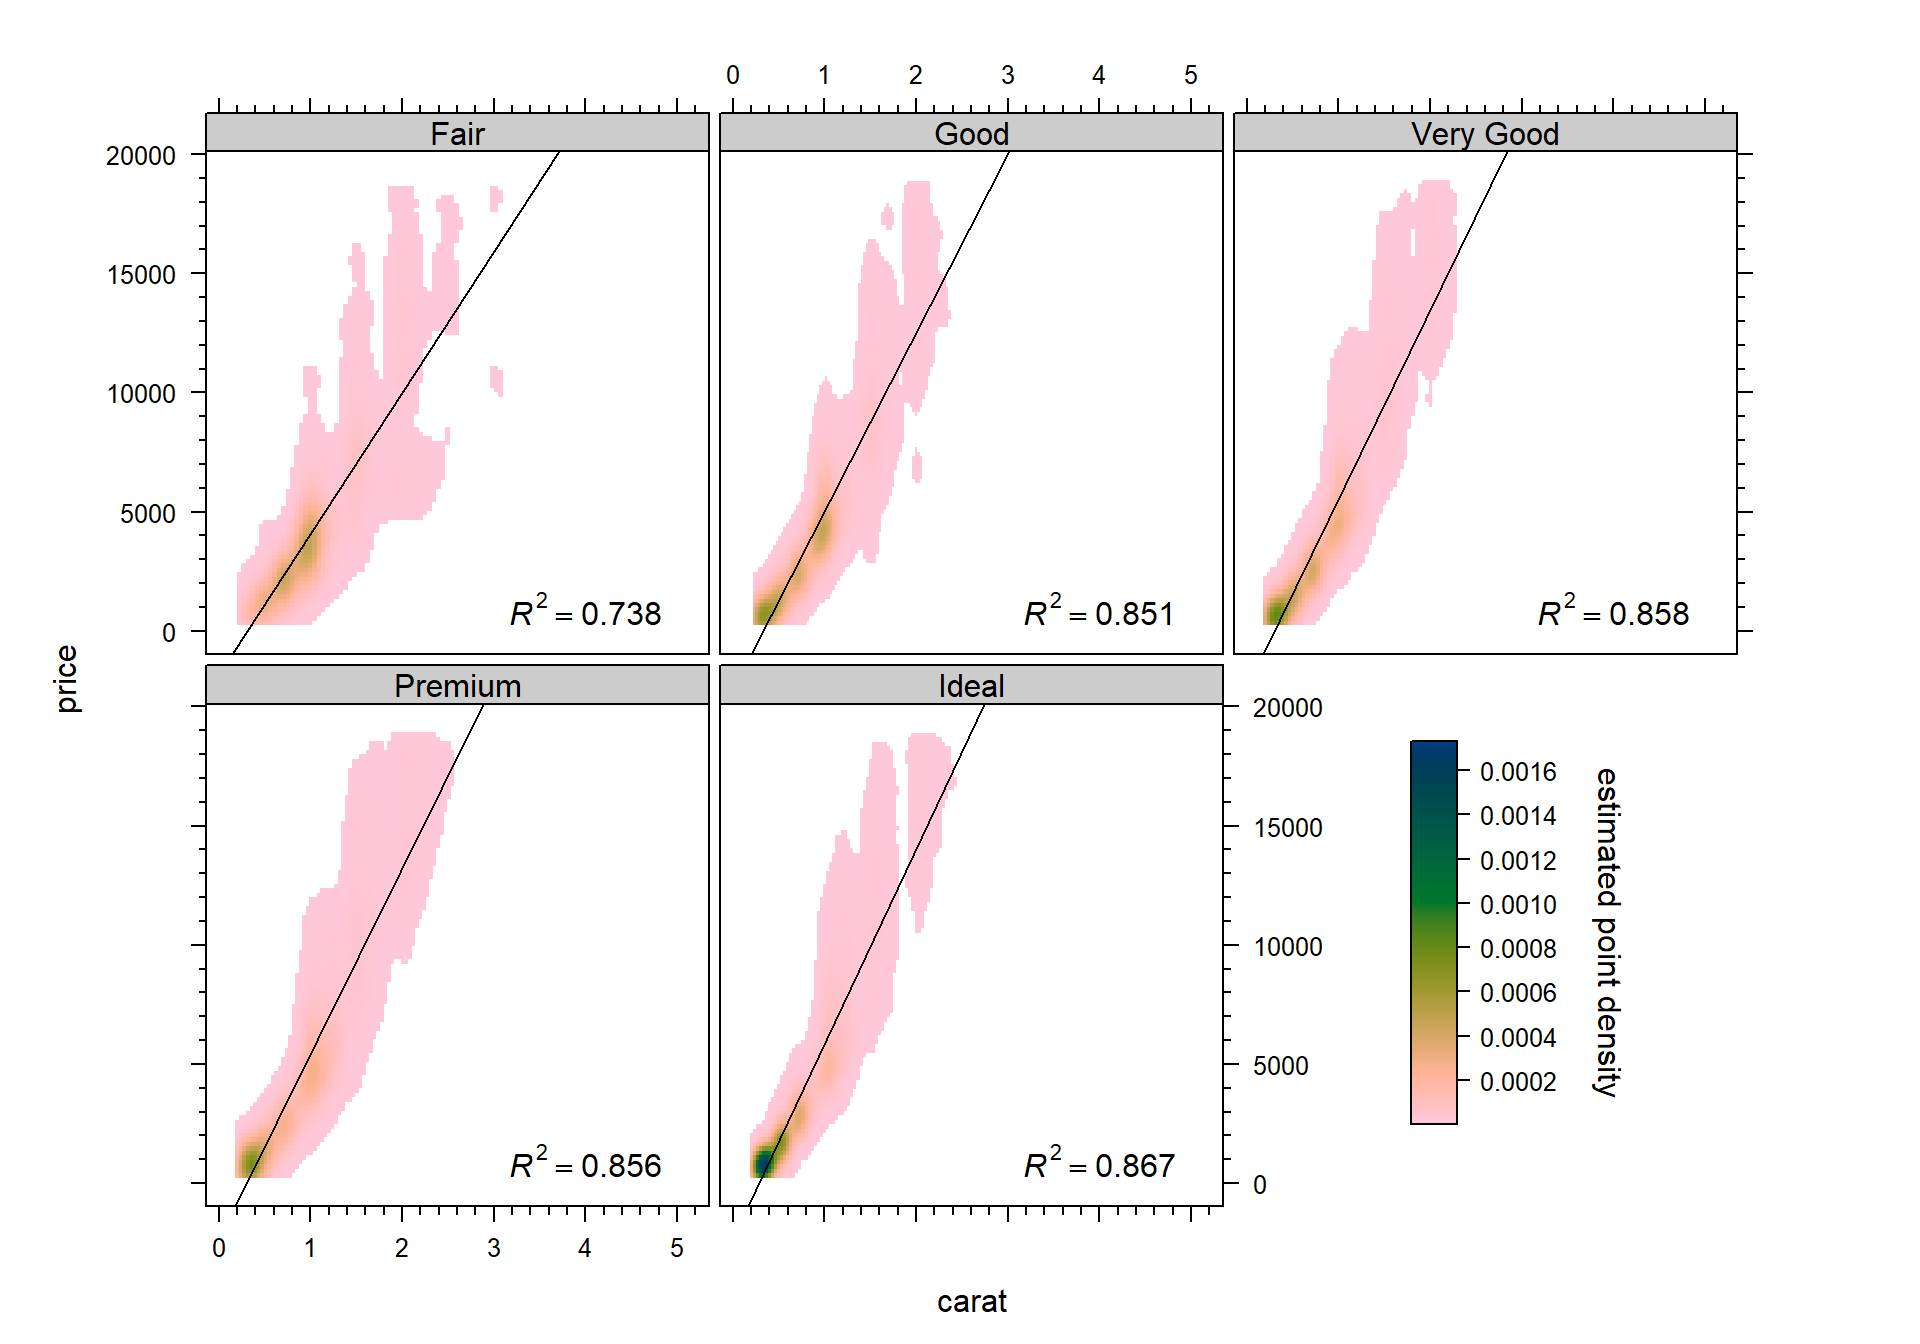 0 1 2 3 4 5
Fair Good Very Good
20000
15000
10000
5000
0
R² = 0.738 R² = 0.851 R² = 0.858
price
Premium Ideal
20000
15000
10000
5000
0
R² = 0.856 R² = 0.867
0.0016
0.0014
0.0012
0.0010
0.0008
0.0006
0.0004
0.0002
estimated point density
0 1 2 3 4 5
carat